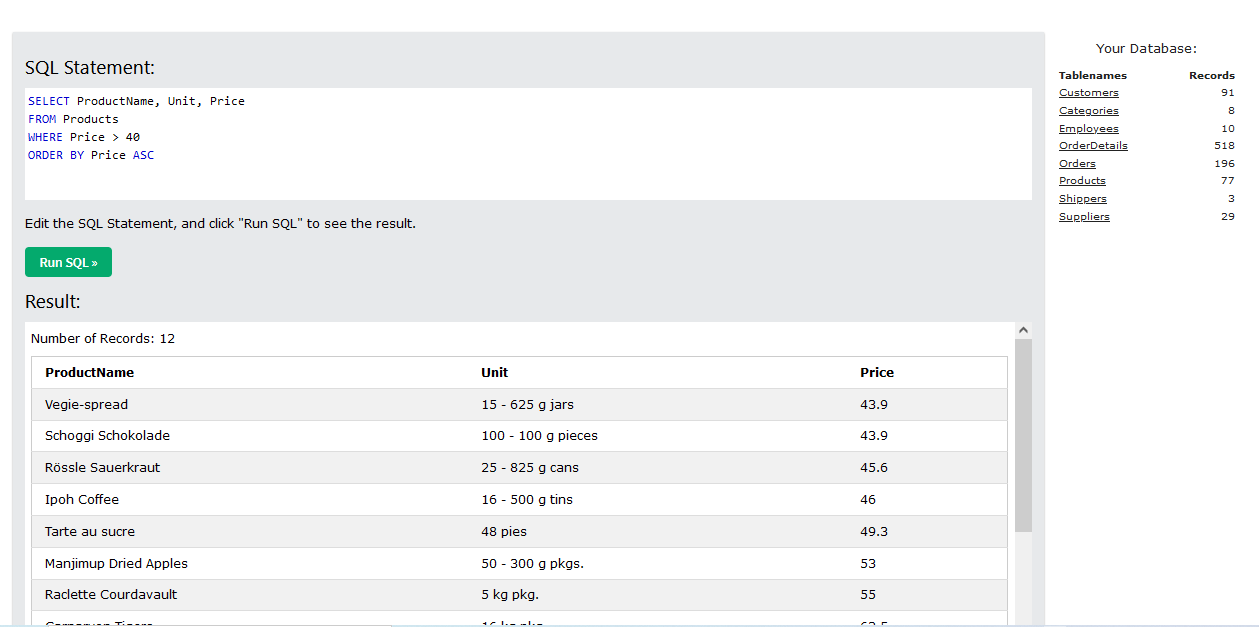 SQL Statement:
SELECT ProductName, Unit, Price
FROM Products
WHERE Price > 40
ORDER BY Price ASC
Edit the SQL Statement, and click "Run SQL" to see the result.
Run SQL »
Result:
Number of Records: 12
ProductName Unit Price
Vegie-spread 15 - 625 g jars 43.9
Schoggi Schokolade 100 - 100 g pieces 43.9
Rössle Sauerkraut 25 - 825 g cans 45.6
Ipoh Coffee 16 - 500 g tins 46
Tarte au sucre 48 pies 49.3
Manjimup Dried Apples 50 - 300 g pkgs. 53
Raclette Courdavault 5 kg pkg. 55
Your Database:
Tablenames Records
Customers 91
Categories 8
Employees 10
OrderDetails 518
Orders 196
Products 77
Shippers 3
Suppliers 29